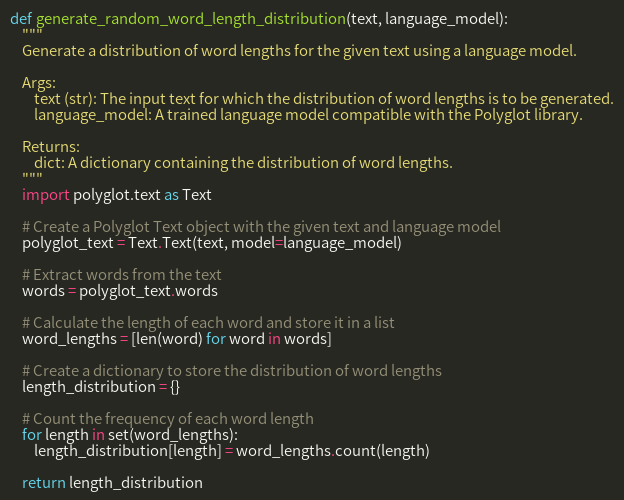 def generate_random_word_length_distribution(text, language_model):
    """
    Generate a distribution of word lengths for the given text using a language model.

    Args:
        text (str): The input text for which the distribution of word lengths is to be generated.
        language_model: A trained language model compatible with the Polyglot library.

    Returns:
        dict: A dictionary containing the distribution of word lengths.
    """
    import polyglot.text as Text

    # Create a Polyglot Text object with the given text and language model
    polyglot_text = Text.Text(text, model=language_model)

    # Extract words from the text
    words = polyglot_text.words

    # Calculate the length of each word and store it in a list
    word_lengths = [len(word) for word in words]

    # Create a dictionary to store the distribution of word lengths
    length_distribution = {}

    # Count the frequency of each word length
    for length in set(word_lengths):
        length_distribution[length] = word_lengths.count(length)

    return length_distribution